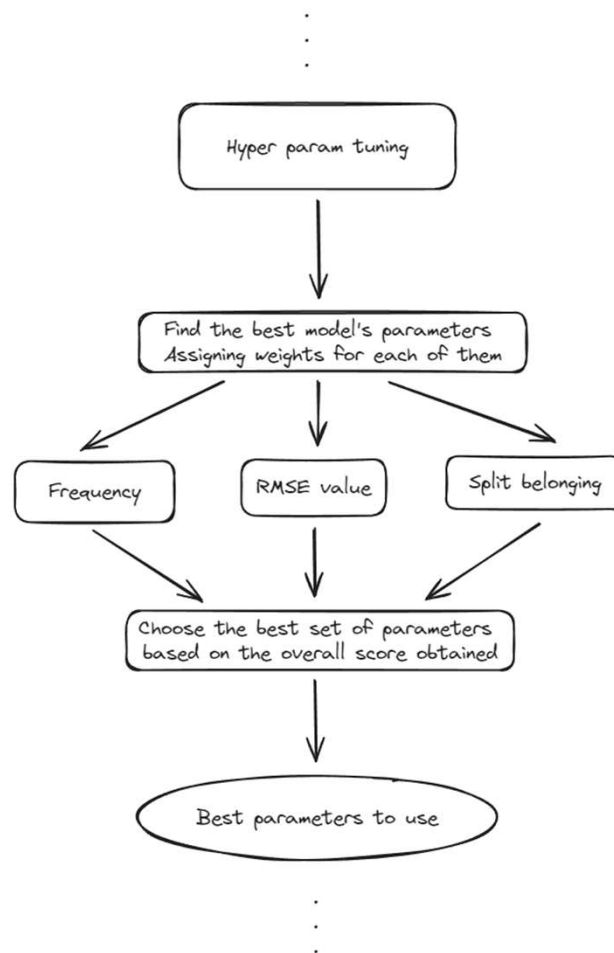 Hyper param tuning
Find the best model's parameters
Assigning weights for each of them
Frequency
RMSE value
Split belonging
Choose the best set of parameters
based on the overall score obtained
Best parameters to use